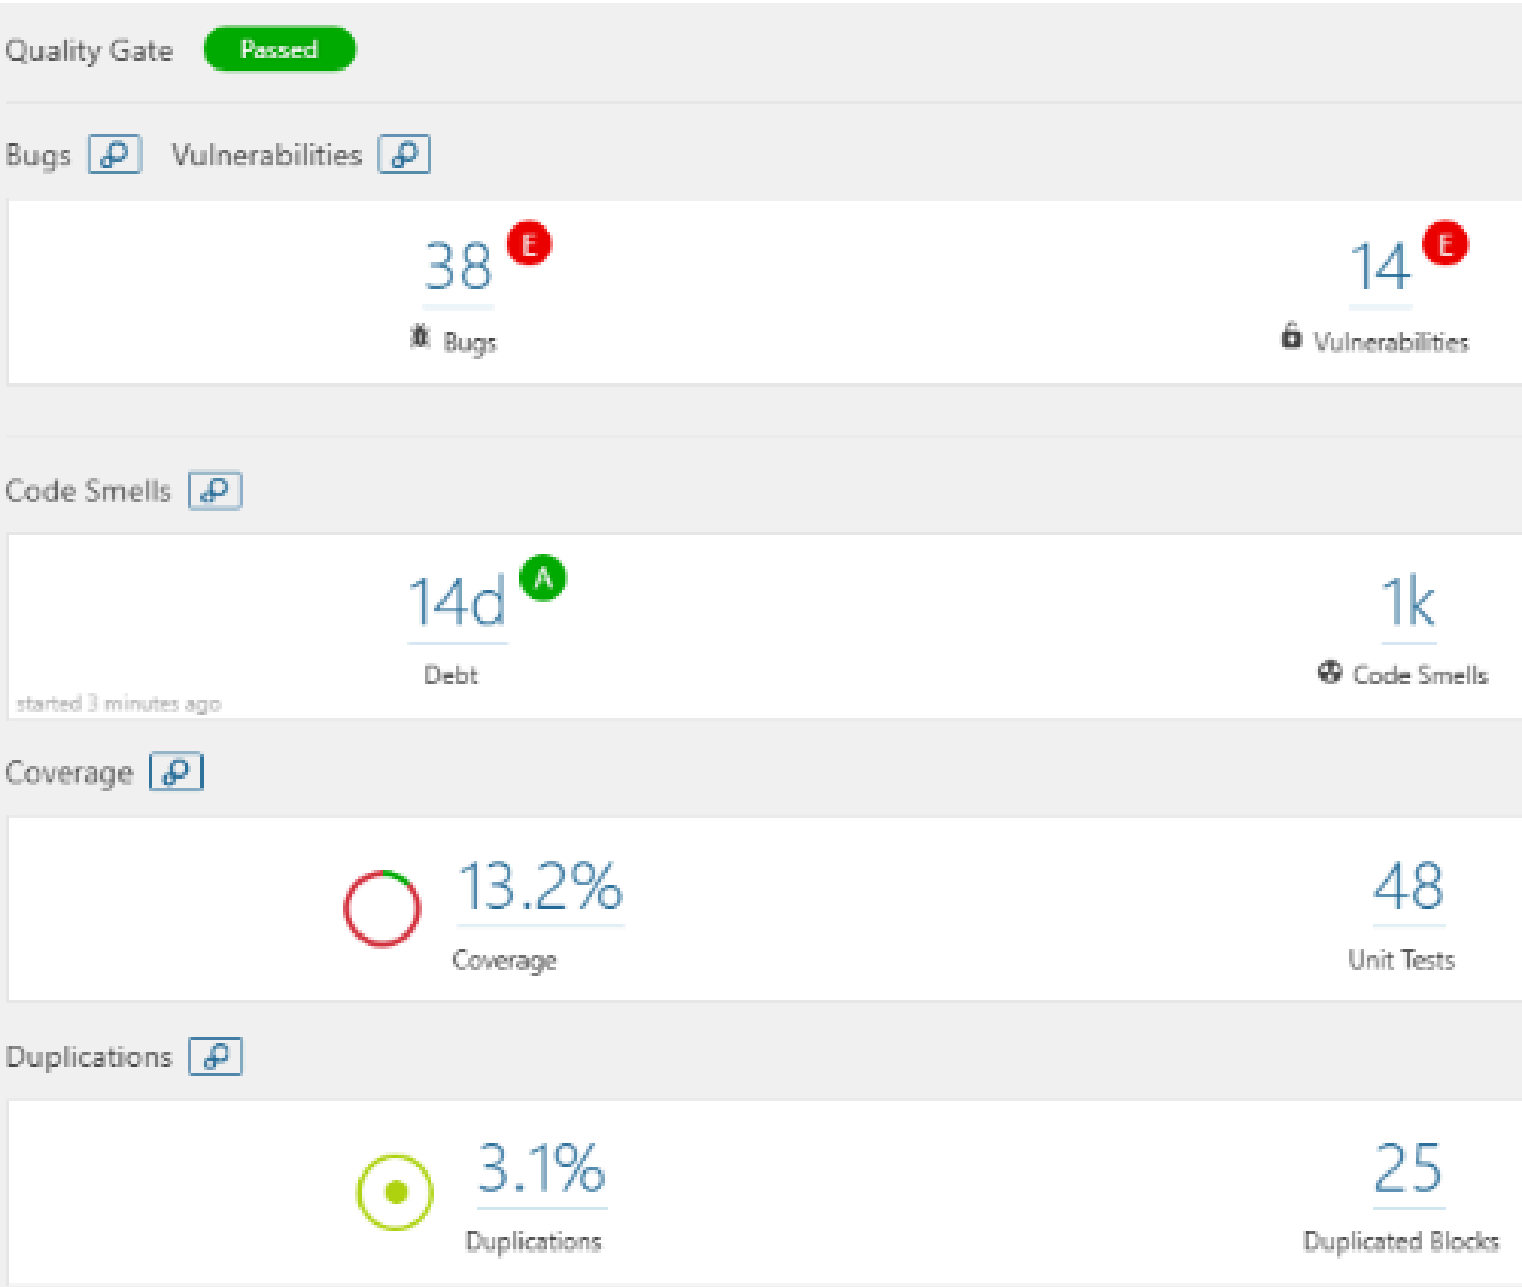 Quality Gate Passed
Bugs Vulnerabilities
38 E 14 E
Bugs Vulnerabilities
Code Smells
14d A 1k
Debt Code Smells
started 3 minutes ago
Coverage
13.2% 48
Coverage Unit Tests
Duplications
3.1% 25
Duplications Duplicated Blocks